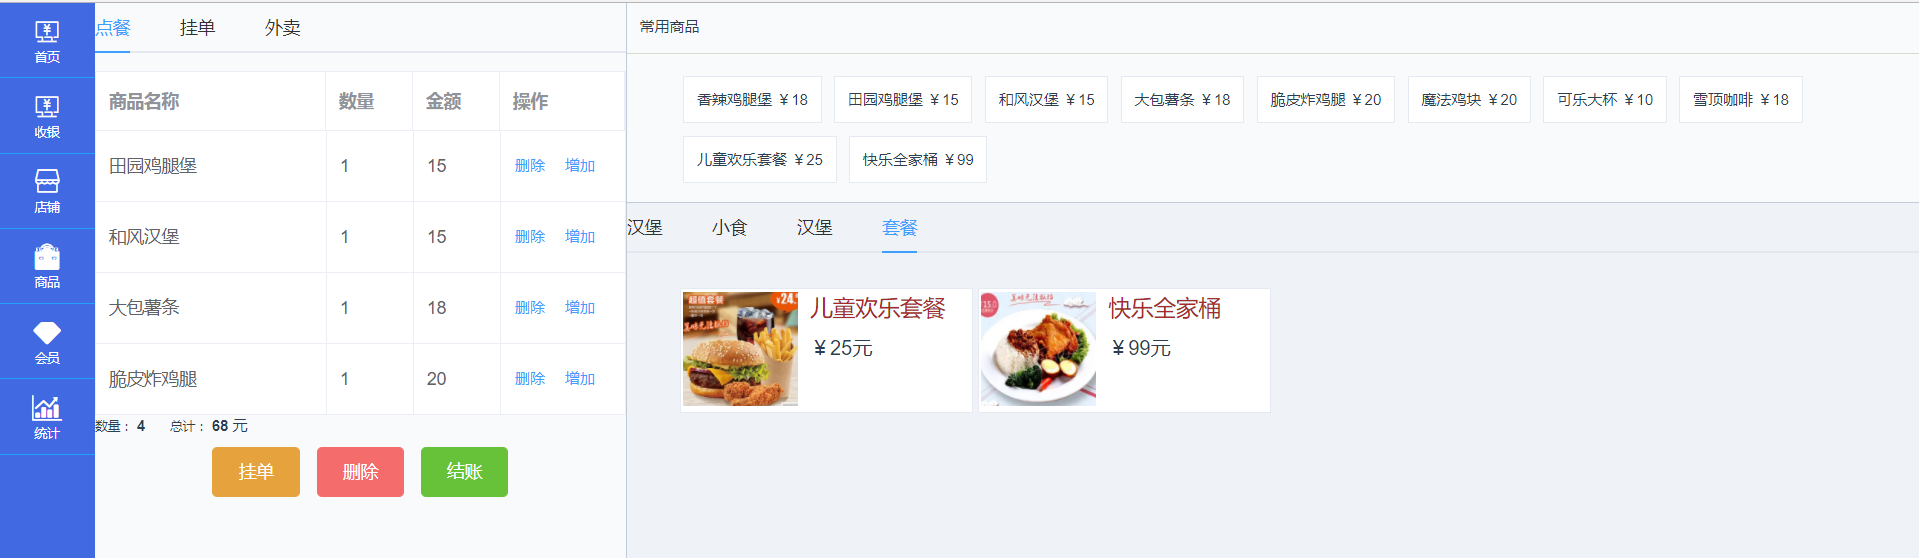 首页
收银
店铺
商品
会员
统计
点餐 挂单 外卖
商品名称 数量 金额 操作
田园鸡腿堡 1 15 删除 增加
和风汉堡 1 15 删除 增加
大包薯条 1 18 删除 增加
脆皮炸鸡腿 1 20 删除 增加
数量： 4 总计： 68 元
挂单 删除 结账
常用商品
香辣鸡腿堡 ￥18 田园鸡腿堡 ￥15 和风汉堡 ￥15 大包薯条 ￥18 脆皮炸鸡腿 ￥20 魔法鸡块 ￥20 可乐大杯 ￥10 雪顶咖啡 ￥18
儿童欢乐套餐 ￥25 快乐全家桶 ￥99
汉堡 小食 汉堡 套餐
超值套餐
￥24.
儿童欢乐套餐
￥25元
快乐全家桶
￥99元